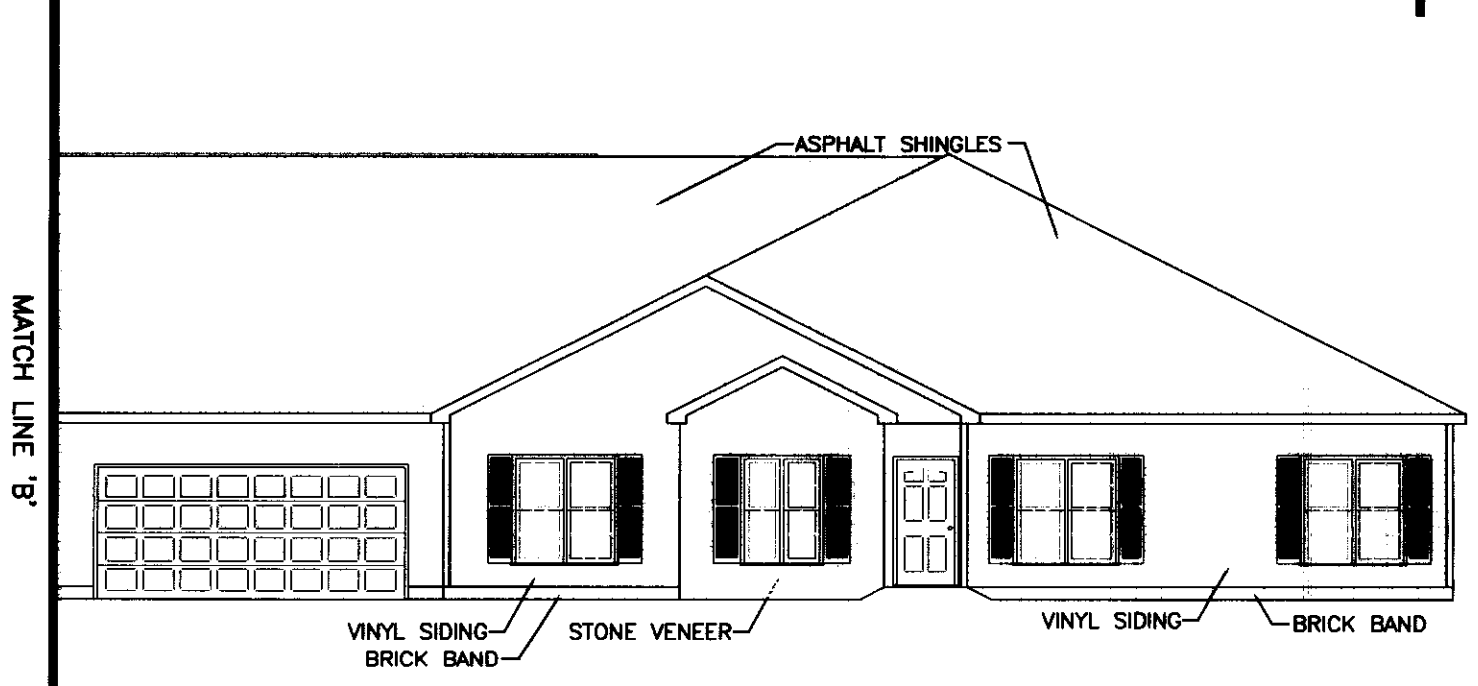 ASPHALT SHINGLES
MATCH LINE 'B'
VINYL SIDING
BRICK BAND
STONE VENEER
VINYL SIDING
BRICK BAND